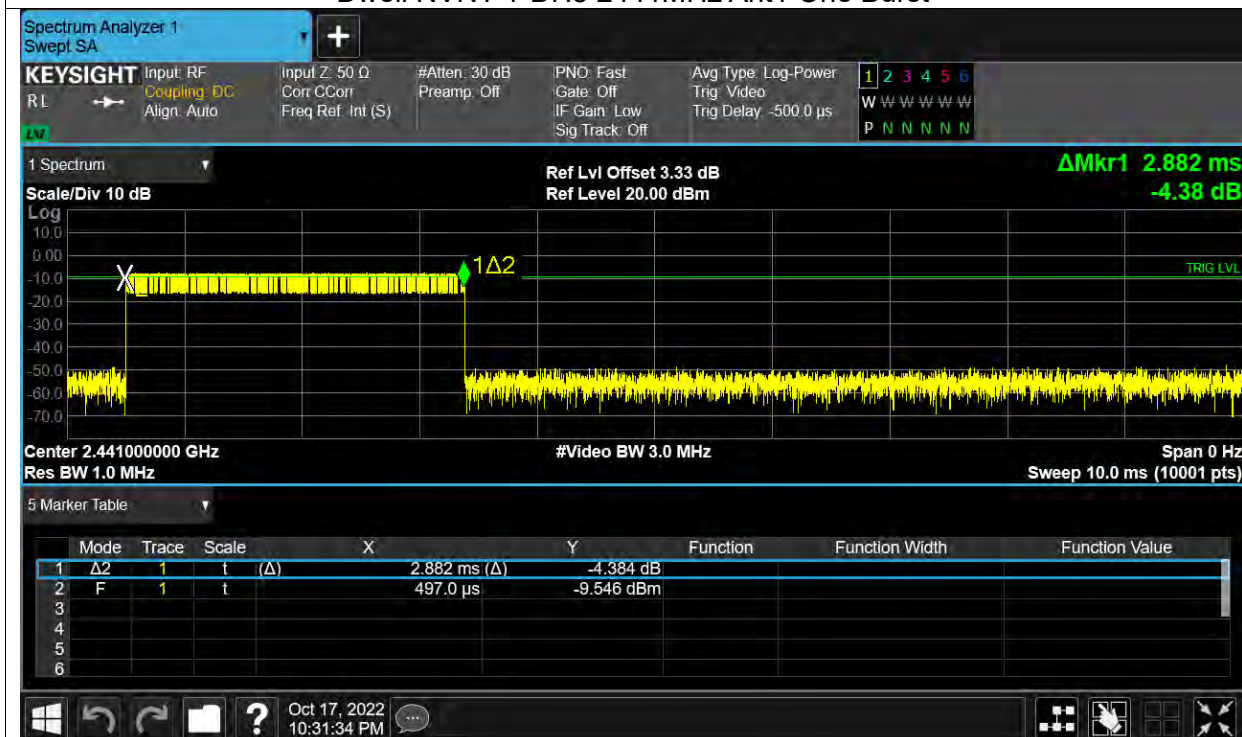 Spectrum Analyzer 1
Swept SA
+
KEYSIGHT Input: RF Input Z: 50 Ω #Atten: 30 dB PNO: Fast Avg Type: Log-Power 1 2 3 4 5 6
RL Coupling: DC Corr CCorr Preamp: Off Gate: Off Trig: Video W W W W W W
Align: Auto Freq Ref: Int (S) IF Gain: Low Trig Delay: -500.0 µs
Sig Track: Off P N N N N N
1 Spectrum Ref Lvl Offset 3.33 dB ΔMkr1 2.882 ms
Scale/Div 10 dB Ref Level 20.00 dBm -4.38 dB
Log
10.0
0.00
1Δ2
TRIG LVL
-10.0
-20.0
-30.0
-40.0
-50.0
-60.0
-70.0
Center 2.441000000 GHz #Video BW 3.0 MHz Span 0 Hz
Res BW 1.0 MHz Sweep 10.0 ms (10001 pts)
5 Marker Table
Mode Trace Scale X Y Function Function Width Function Value
1 Δ2 1 t (Δ) 2.882 ms (Δ) -4.384 dB
2 F 1 t 497.0 µs -9.546 dBm
3
4
5
6
? Oct 17, 2022
10:31:34 PM